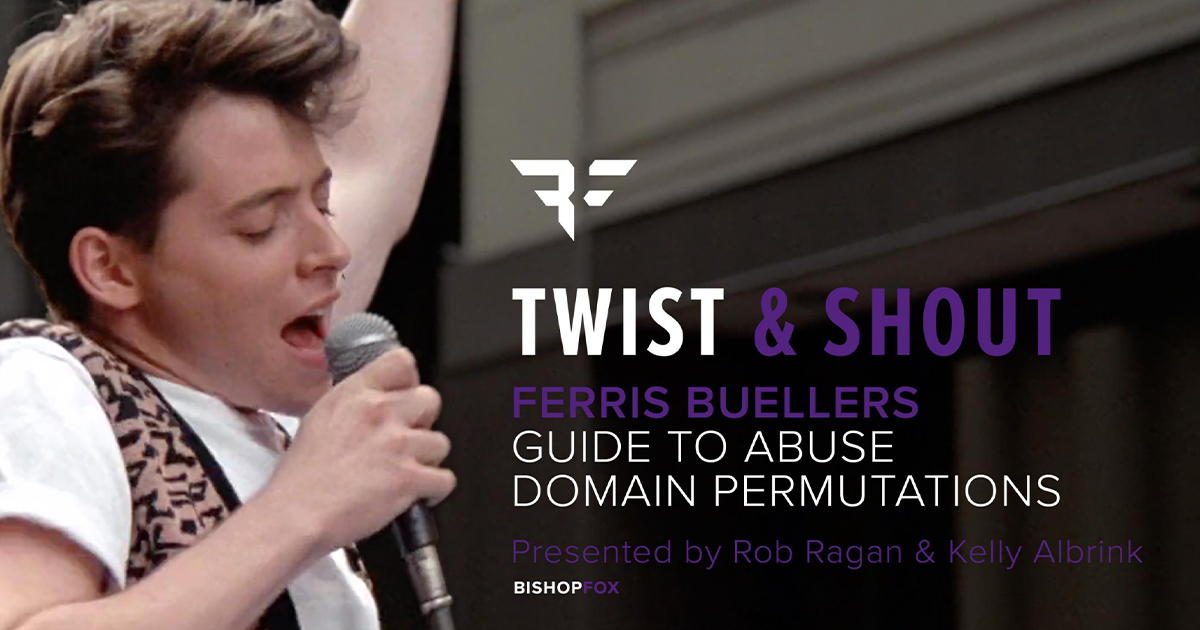 TWIST & SHOUT
FERRIS BUELLERS
GUIDE TO ABUSE
DOMAIN PERMUTATIONS
Presented by Rob Ragan & Kelly Albrink
BISHOPFOX